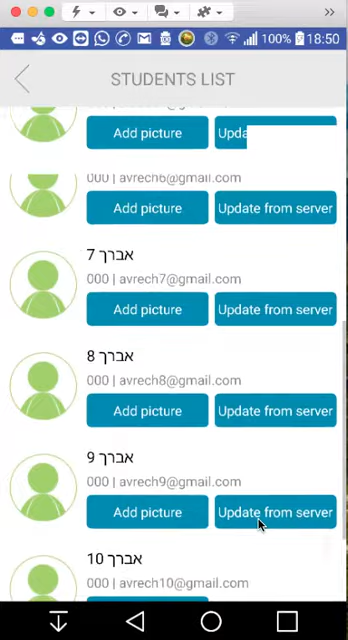 100% 18:50
STUDENTS LIST
Add picture
000 | avrech6@gmail.com
Add picture Update from server
אברך 7
000 | avrech7@gmail.com
Add picture Update from server
אברך 8
000 | avrech8@gmail.com
Add picture Update from server
אברך 9
000 | avrech9@gmail.com
Add picture Update from server
אברך 10
000 | avrech10@gmail.com